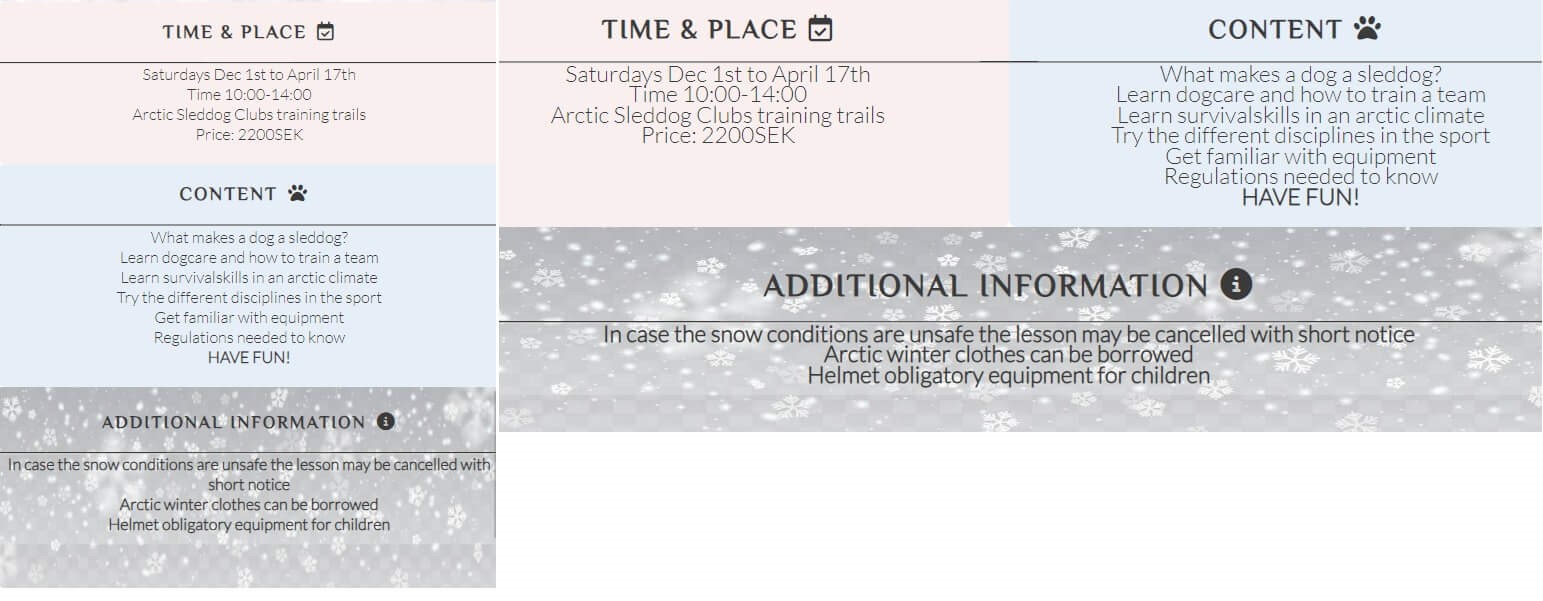 TIME & PLACE
Saturdays Dec 1st to April 17th
Time 10:00-14:00
Arctic Sleddog Clubs training trails
Price: 2200SEK
CONTENT
What makes a dog a sleddog?
Learn dogcare and how to train a team
Learn survivalskills in an arctic climate
Try the different disciplines in the sport
Get familiar with equipment
Regulations needed to know
HAVE FUN!
ADDITIONAL INFORMATION
In case the snow conditions are unsafe the lesson may be cancelled with
short notice
Arctic winter clothes can be borrowed
Helmet obligatory equipment for children
TIME & PLACE
Saturdays Dec 1st to April 17th
Time 10:00-14:00
Arctic Sleddog Clubs training trails
Price: 2200SEK
CONTENT
What makes a dog a sleddog?
Learn dogcare and how to train a team
Learn survivalskills in an arctic climate
Try the different disciplines in the sport
Get familiar with equipment
Regulations needed to know
HAVE FUN!
ADDITIONAL INFORMATION
In case the snow conditions are unsafe the lesson may be cancelled with short notice
Arctic winter clothes can be borrowed
Helmet obligatory equipment for children